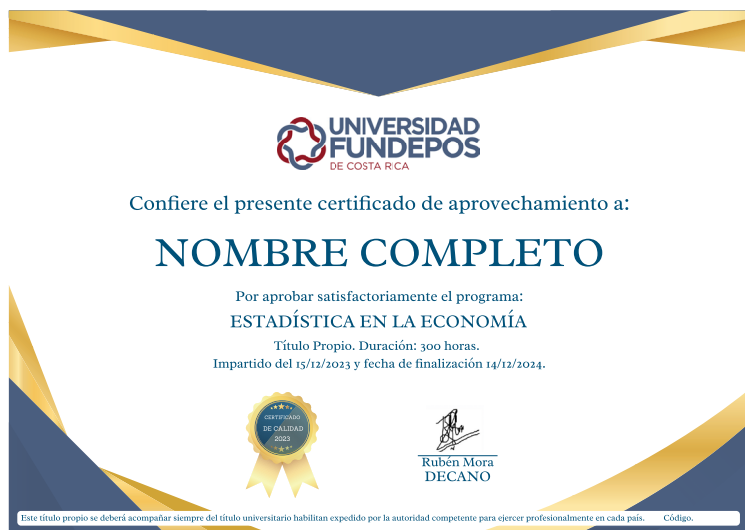 UNIVERSIDAD
FUNDEPOS
DE COSTA RICA
Confiere el presente certificado de aprovechamiento a:
NOMBRE COMPLETO
Por aprobar satisfactoriamente el programa:
ESTADÍSTICA EN LA ECONOMÍA
Título Propio. Duración: 300 horas.
Impartido del 15/12/2023 y fecha de finalización 14/12/2024.
CERTIFICADO
DE CALIDAD
2023
Rubén Mora
DECANO
Este título propio se deberá acompañar siempre del título universitario habilitan expedido por la autoridad competente para ejercer profesionalmente en cada país. Código.